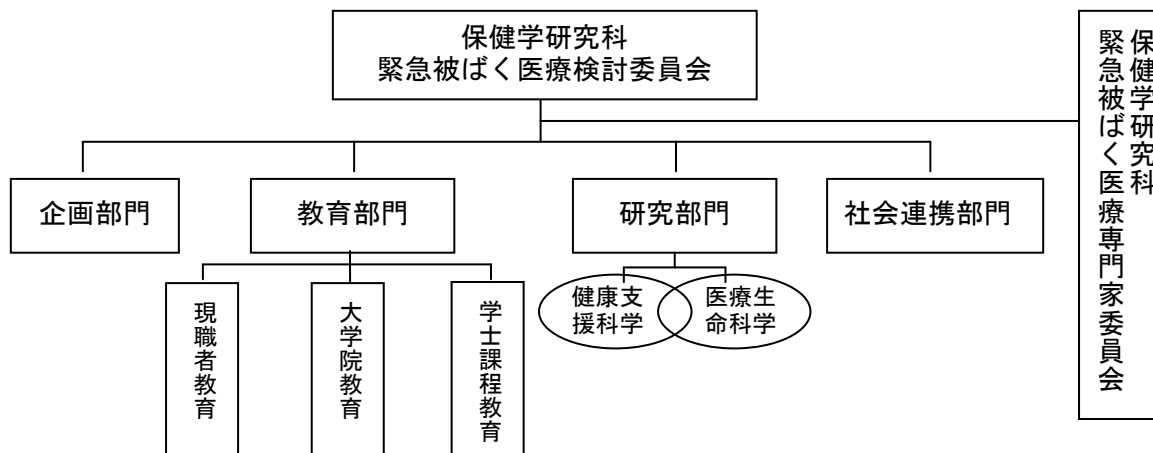 保健学研究科
緊急被ばく医療検討委員会
保健学研究科
緊急被ばく医療専門家委員会
企画部門
教育部門
研究部門
社会連携部門
現職者教育
大学院教育
学士課程教育
健康支
援科学
医療生
命科学